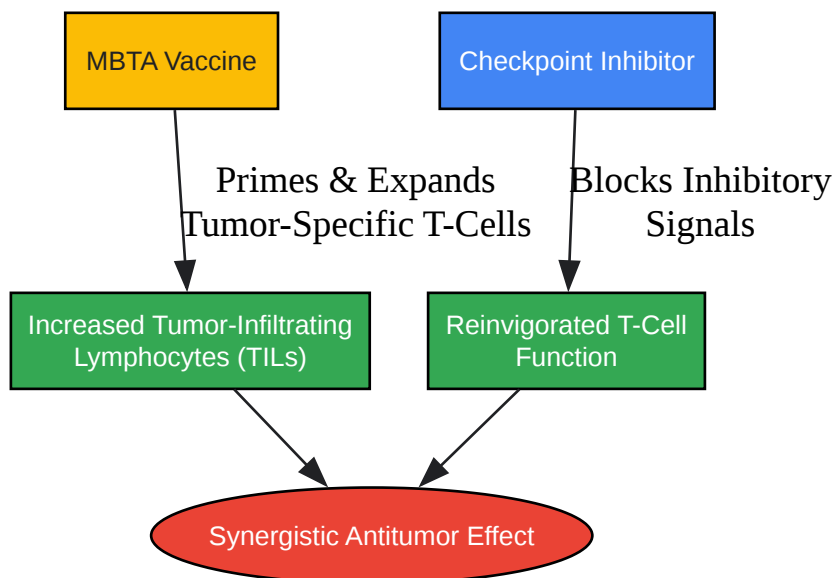 MBTA Vaccine
Checkpoint Inhibitor
Primes & Expands
Tumor-Specific T-Cells
Blocks Inhibitory
Signals
Increased Tumor-Infiltrating
Lymphocytes (TILs)
Reinvigorated T-Cell
Function
Synergistic Antitumor Effect